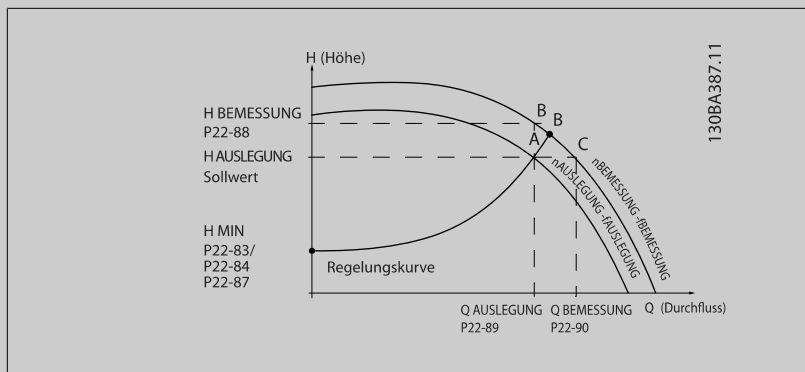 H (Höhe)
130BA387.11
H BEMESSUNG
P22-88
B
B
A
C
H AUSLEGUNG
Sollwert
nAUSLEGUNG -fAUSLEGUNG
nBEMESSUNG -fBEMESSUNG
H MIN
P22-83/
P22-84
P22-87
Regelungskurve
Q AUSLEGUNG
P22-89
Q BEMESSUNG
P22-90
Q (Durchfluss)